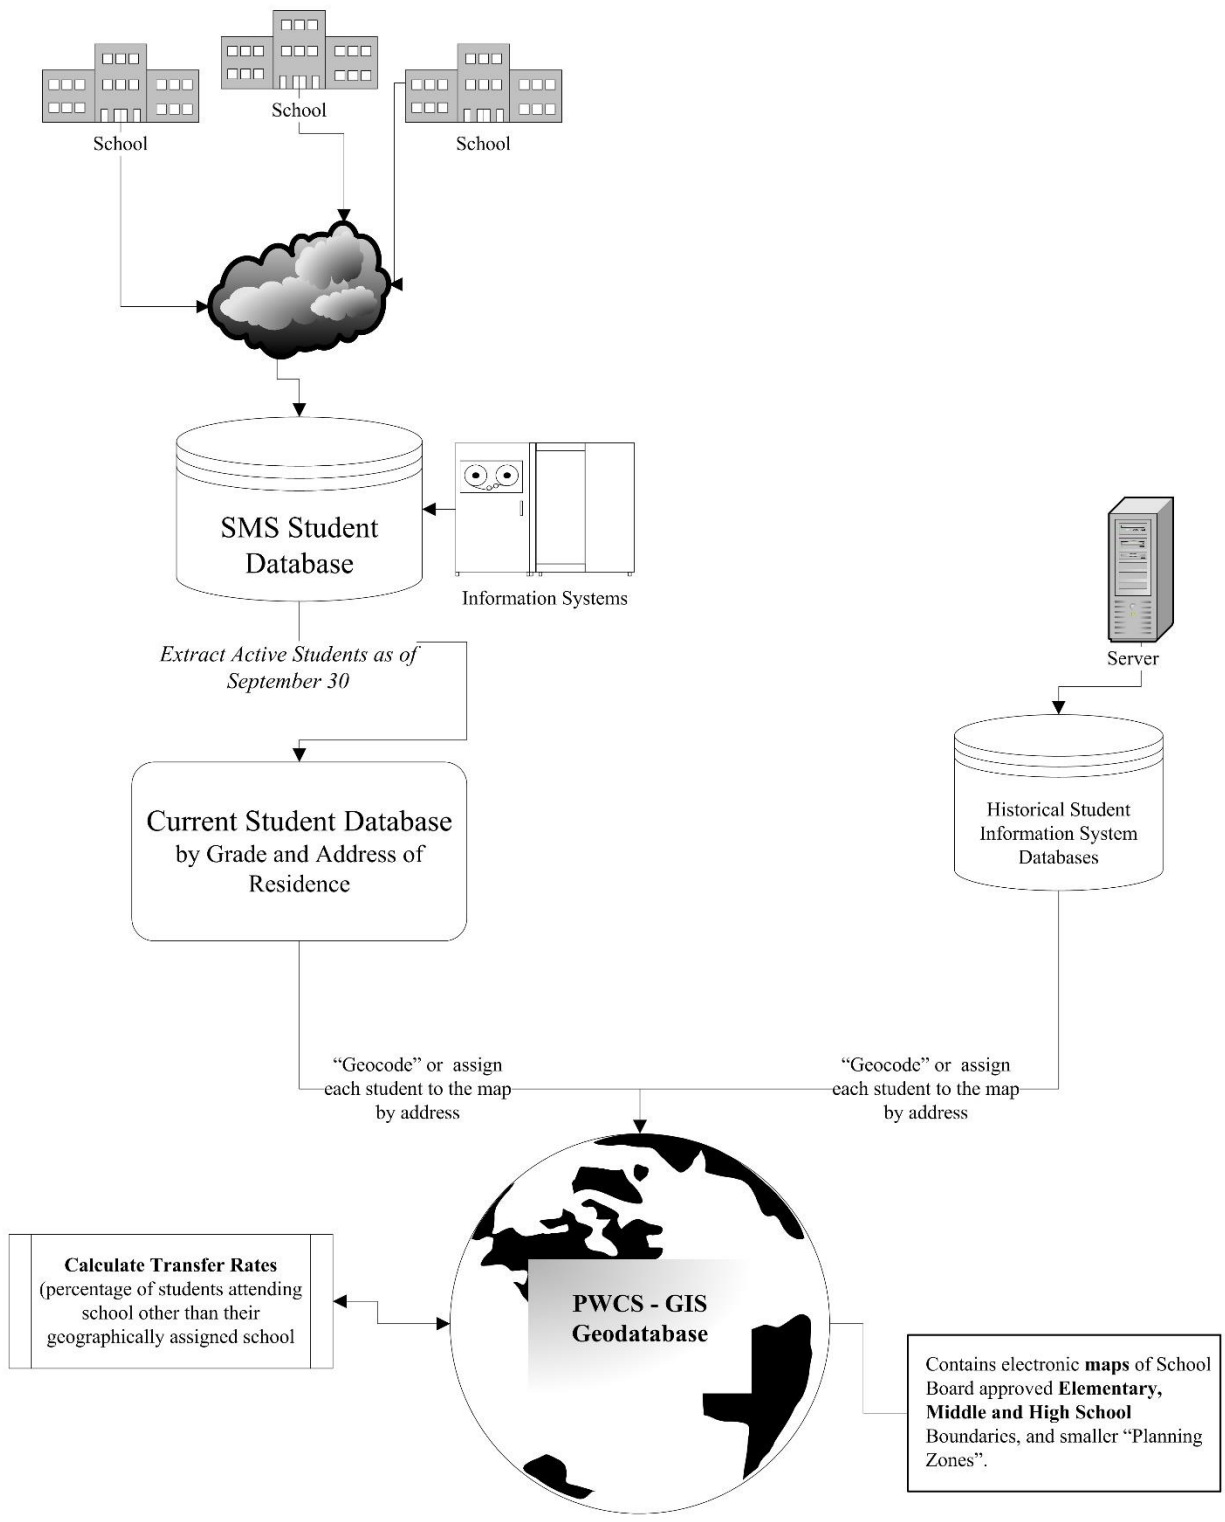 School
School
School
SMS Student
Database
Information Systems
Extract Active Students as of
September 30
Server
Current Student Database
by Grade and Address of
Residence
Historical Student
Information System
Databases
“Geocode” or  assign
each student to the map
by address
“Geocode” or  assign
each student to the map
by address
Calculate Transfer Rates
(percentage of students attending
school other than their
geographically assigned school
PWCS - GIS
Geodatabase
Contains electronic maps of School
Board approved Elementary,
Middle and High School
Boundaries, and smaller “Planning
Zones”.